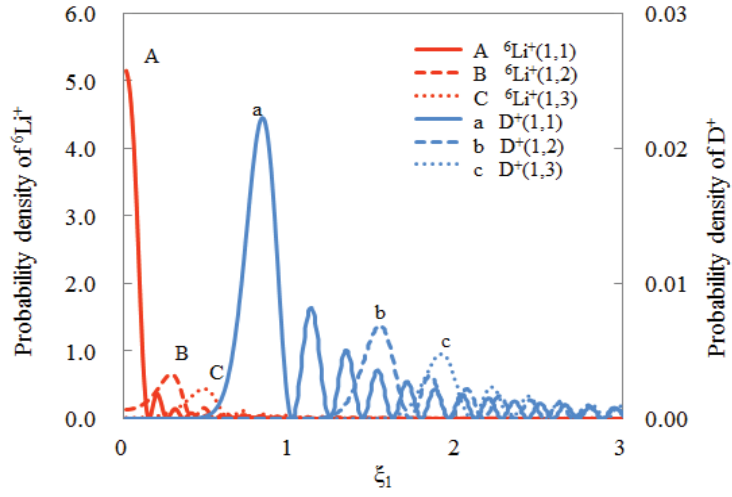 6.0
5.0
4.0
3.0
2.0
1.0
0.0
Probability density of ⁶Li⁺
0.03
0.02
0.01
0.00
Probability density of D⁺
A ⁶Li⁺(1,1)
B ⁶Li⁺(1,2)
C ⁶Li⁺(1,3)
a D⁺(1,1)
b D⁺(1,2)
c D⁺(1,3)
A
a
b
B
C
c
0 1 2 3
ξ₁